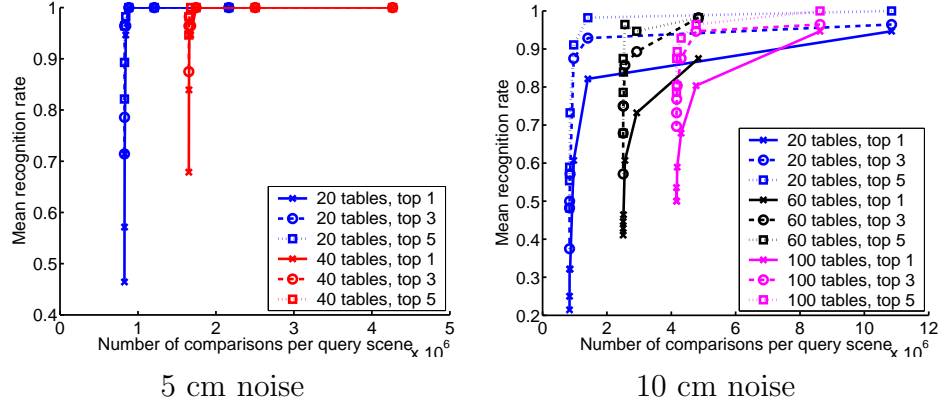 1
0.9
0.8
0.7
0.6
0.5
0.4
Mean recognition rate
0 1 2 3 4 5
Number of comparisons per query scene
x 10^6
20 tables, top 1
20 tables, top 3
20 tables, top 5
40 tables, top 1
40 tables, top 3
40 tables, top 5
5 cm noise
1
0.9
0.8
0.7
0.6
0.5
0.4
0.3
0.2
Mean recognition rate
0 2 4 6 8 10 12
Number of comparisons per query scene
x 10^6
20 tables, top 1
20 tables, top 3
20 tables, top 5
60 tables, top 1
60 tables, top 3
60 tables, top 5
100 tables, top 1
100 tables, top 3
100 tables, top 5
10 cm noise